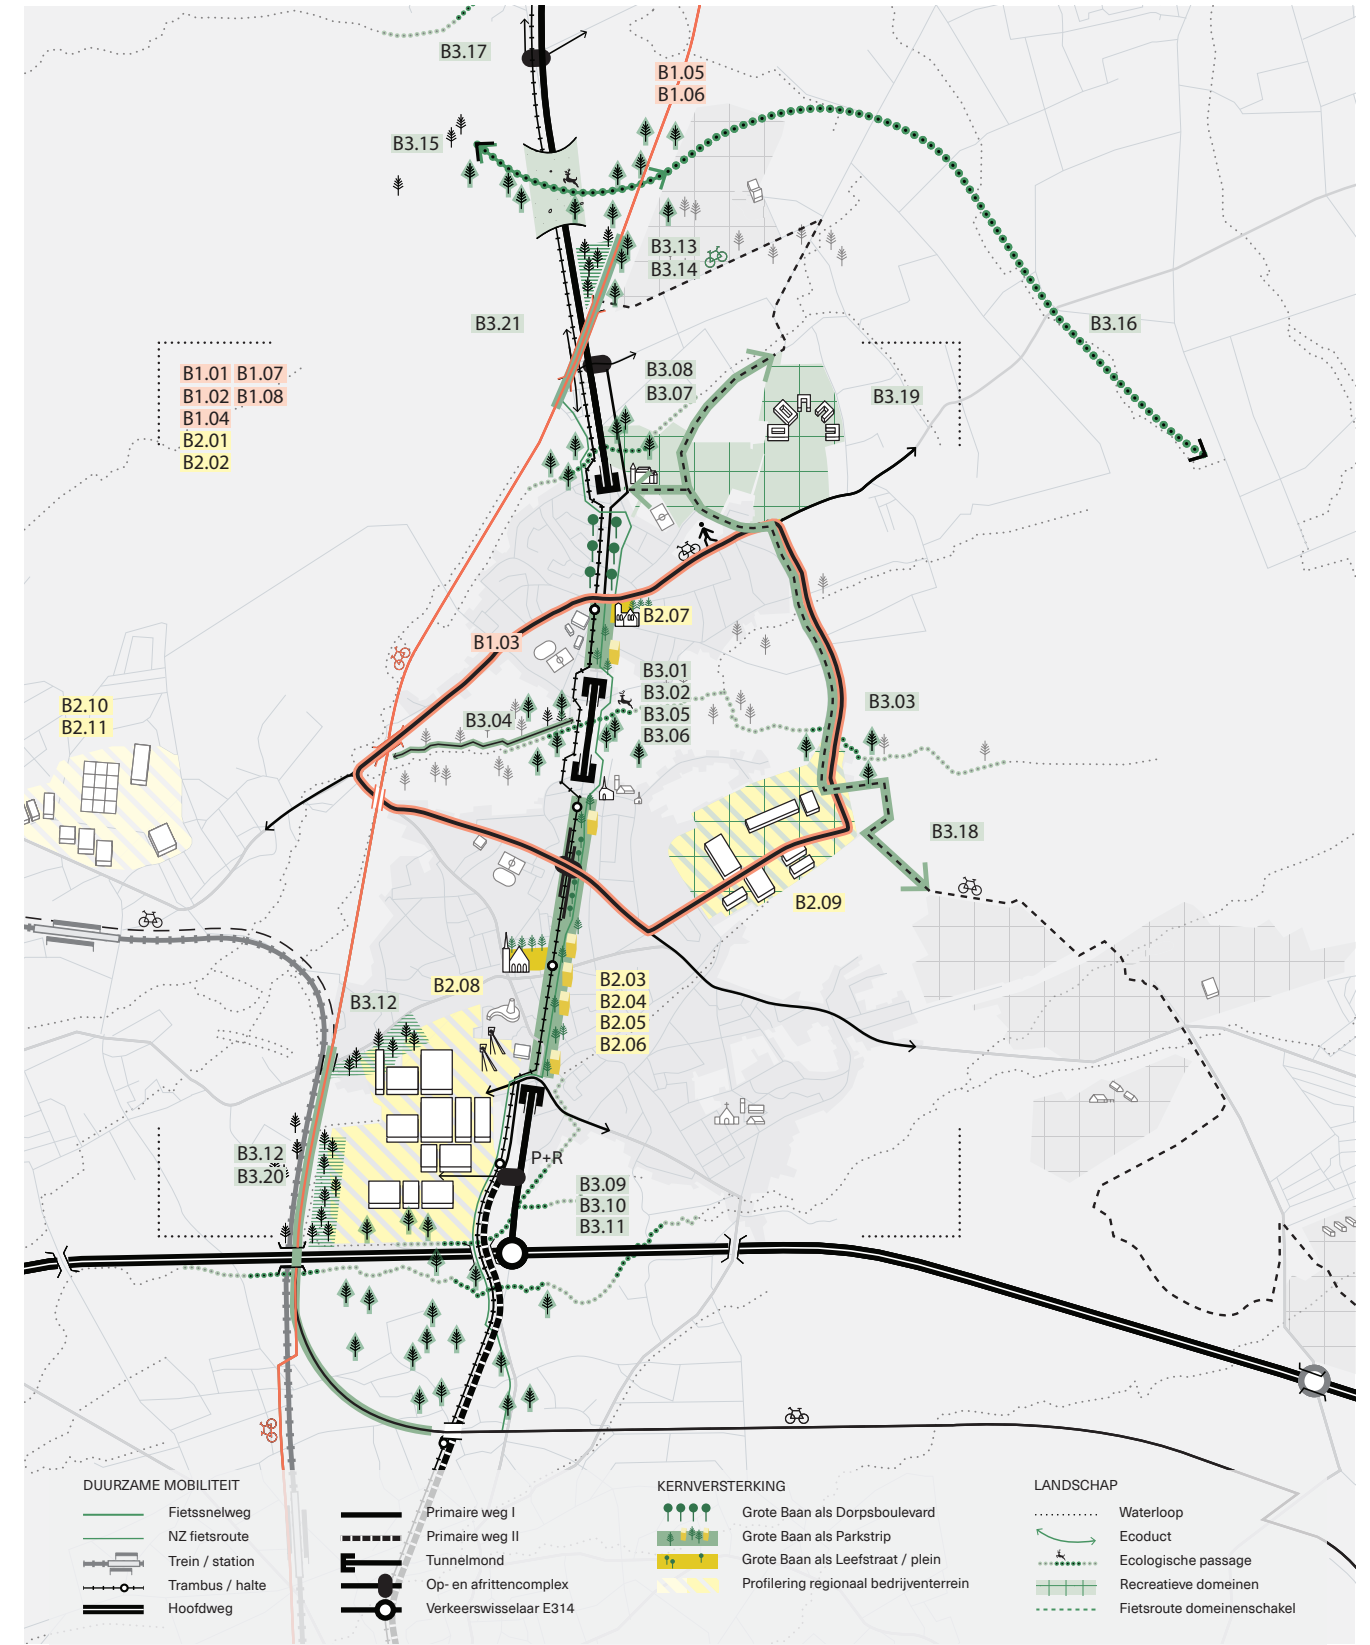 B3.17
B1.05
B1.06
B3.15
B3.13
B3.14
B3.21
B3.16
B1.01 B1.07
B1.02 B1.08
B1.04
B2.01
B2.02
B3.08
B3.07
B3.19
B2.07
B1.03
B3.01
B3.02
B3.05
B3.06
B3.04
B3.03
B2.10
B2.11
B3.18
B2.09
B2.08
B3.12
B2.03
B2.04
B2.05
B2.06
B3.12
B3.20
P+R
B3.09
B3.10
B3.11
DUURZAME MOBILITEIT
Fietssnelweg
NZ fietsroute
Trein / station
Trambus / halte
Hoofdweg
Primaire weg I
Primaire weg II
Tunnelmond
Op- en afrittencomplex
Verkeerswisselaar E314
KERNVERSTERKING
Grote Baan als Dorpsboulevard
Grote Baan als Parkstrip
Grote Baan als Leefstraat / plein
Profilering regionaal bedrijventerrein
LANDSCHAP
Waterloop
Ecoduct
Ecologische passage
Recreatieve domeinen
Fietsroute domeinenschakel